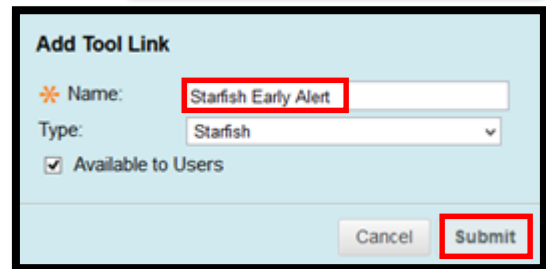 Add Tool Link
Name: Starfish Early Alert
Type: Starfish
Available to Users
Cancel Submit